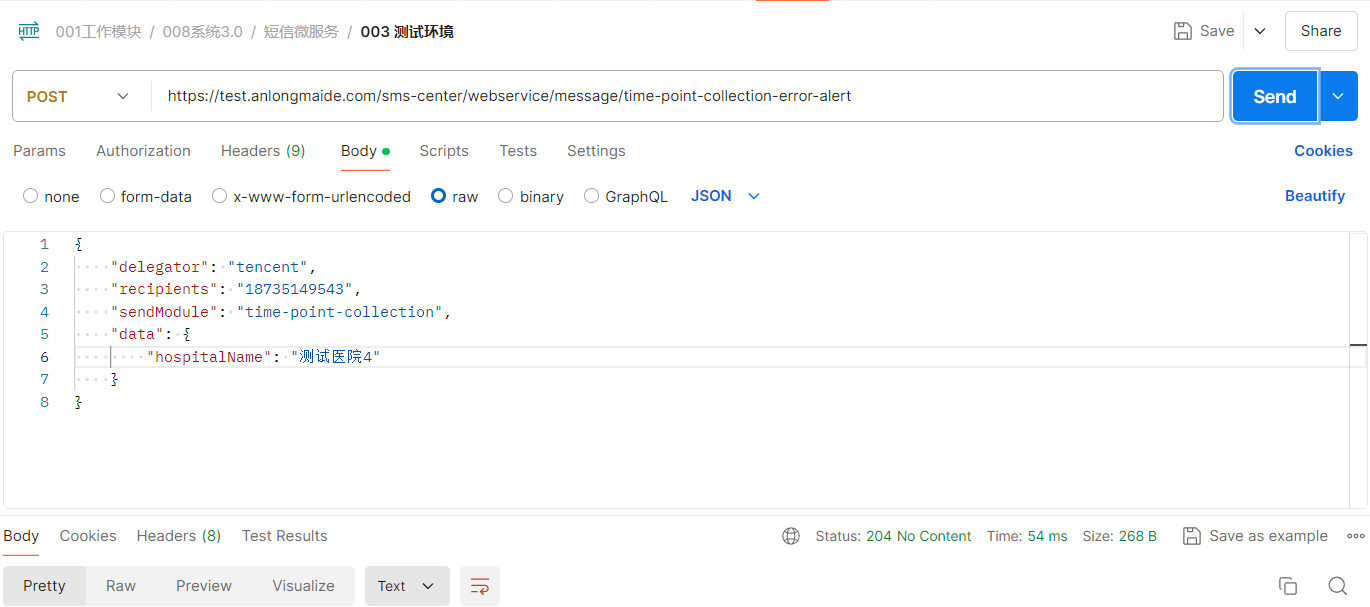 HTTP 001工作模块 / 008系统3.0 / 短信微服务 / 003 测试环境 Save Share
POST https://test.anlongmaide.com/sms-center/webservice/message/time-point-collection-error-alert Send
Params Authorization Headers (9) Body Scripts Tests Settings Cookies
none form-data x-www-form-urlencoded raw binary GraphQL JSON Beautify
1 {
2 "delegator": "tencent",
3 "recipients": "18735149543",
4 "sendModule": "time-point-collection",
5 "data": {
6 "hospitalName": "测试医院4"
7 }
8 }
Body Cookies Headers (8) Test Results Status: 204 No Content Time: 54 ms Size: 268 B Save as example
Pretty Raw Preview Visualize Text